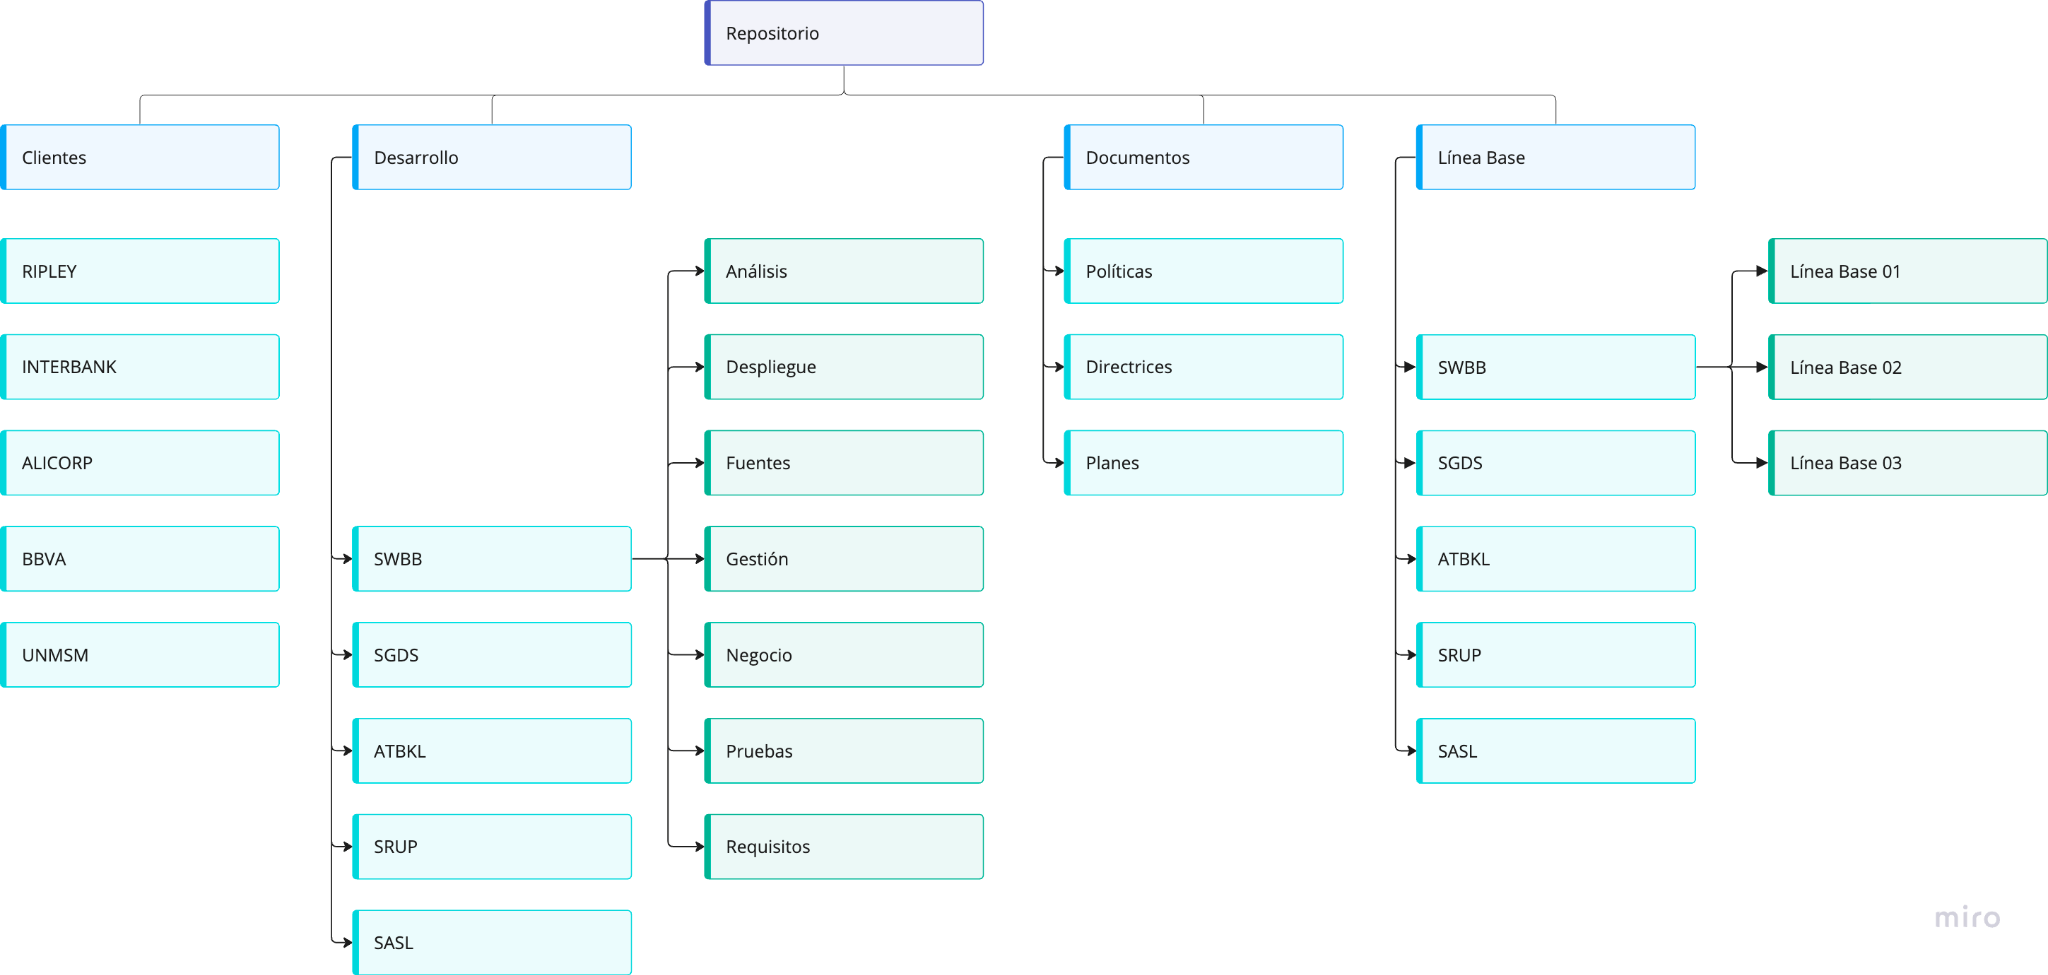 Repositorio
Clientes
Desarrollo
Documentos
Línea Base
RIPLEY
Análisis
Políticas
Línea Base 01
INTERBANK
Despliegue
Directrices
SWBB
Línea Base 02
ALICORP
Fuentes
Planes
SGDS
Línea Base 03
BBVA
SWBB
Gestión
ATBKL
UNMSM
SGDS
Negocio
SRUP
ATBKL
Pruebas
SASL
SRUP
Requisitos
SASL
miro